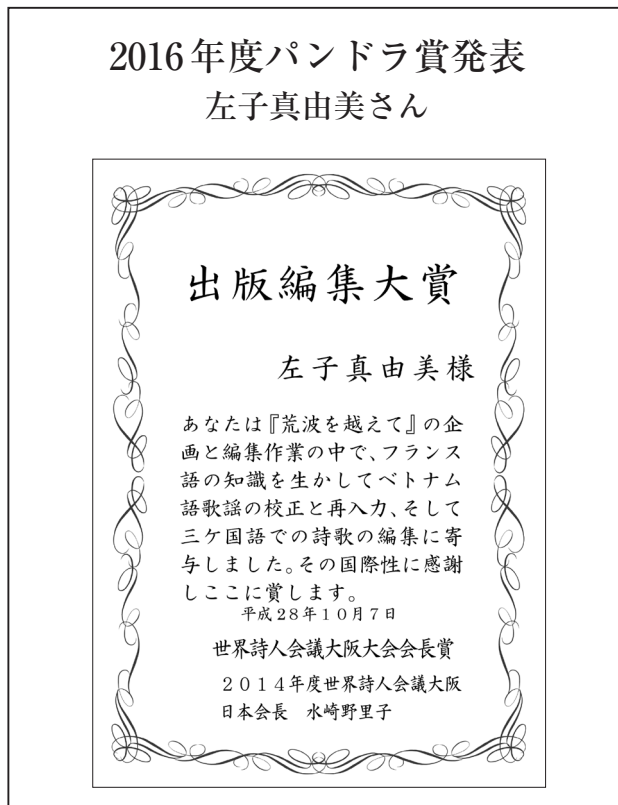 2016年度パンドラ賞発表
左子真由美さん
出版編集大賞
左子真由美様
あなたは『荒波を越えて』の企
画と編集作業の中で、フランス
語の知識を生かしてベトナム
語歌謡の校正と再入力、そして
三ケ国語での詩歌の編集に寄
与しました。その国際性に感謝
しここに賞します。
平成28年10月7日
世界詩人会議大阪大会会長賞
２０１４年度世界詩人会議大阪
日本会長　水崎野里子